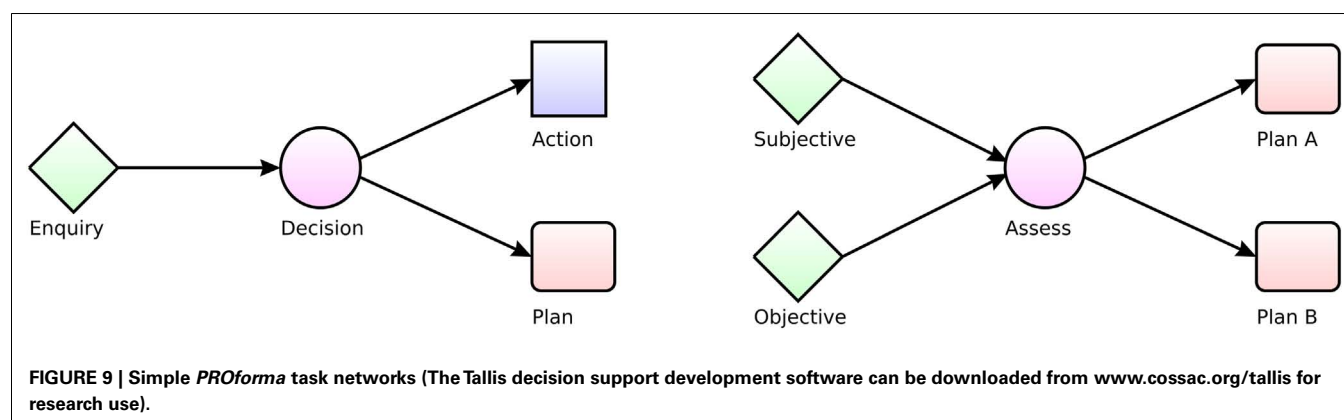 Enquiry
Decision
Action
Plan
Subjective
Objective
Assess
Plan A
Plan B
FIGURE 9 | Simple PROforma task networks (The Tallis decision support development software can be downloaded from www.cossac.org/tallis for
research use).